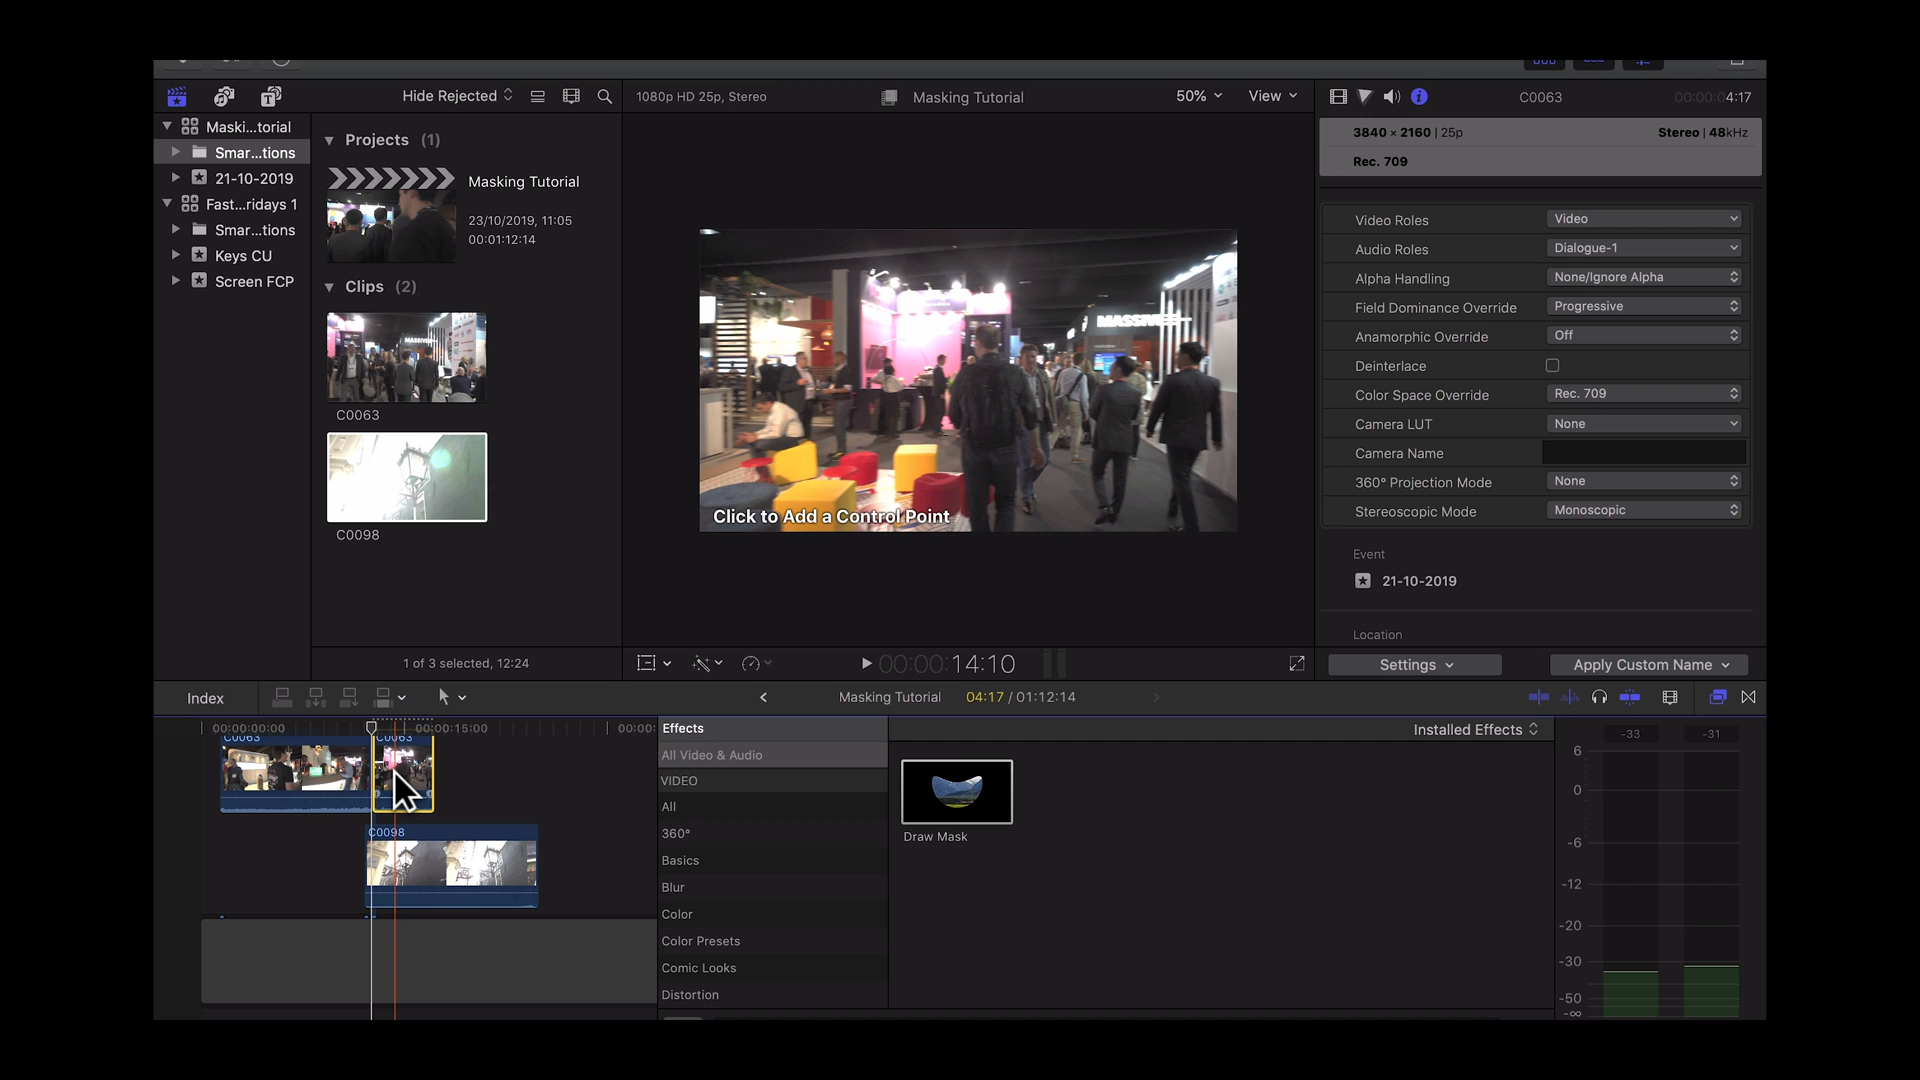 Hide Rejected
1080p HD 25p, Stereo
Masking Tutorial
50%
View
C0063
00:00:04:17
Maski...torial
Smar...tions
21-10-2019
Fast...ridays 1
Smar...tions
Keys CU
Screen FCP
Projects (1)
Masking Tutorial
23/10/2019, 11:05
00:01:12:14
Clips (2)
C0063
C0098
1 of 3 selected, 12:24
MASSIVE
Click to Add a Control Point
00:00:00:14:10
3840 × 2160 | 25p
Stereo | 48kHz
Rec. 709
Video Roles
Video
Audio Roles
Dialogue-1
Alpha Handling
None/Ignore Alpha
Field Dominance Override
Progressive
Anamorphic Override
Off
Deinterlace
Color Space Override
Rec. 709
Camera LUT
None
Camera Name
360° Projection Mode
None
Stereoscopic Mode
Monoscopic
Event
21-10-2019
Location
Settings
Apply Custom Name
Index
Masking Tutorial
04:17 / 01:12:14
00:00:00:00
00:00:15:00
00:00:
C0063
C0063
C0098
Effects
All Video & Audio
VIDEO
All
360°
Basics
Blur
Color
Color Presets
Comic Looks
Distortion
Installed Effects
Draw Mask
-33
-31
6
0
-6
-12
-20
-30
-50
-∞